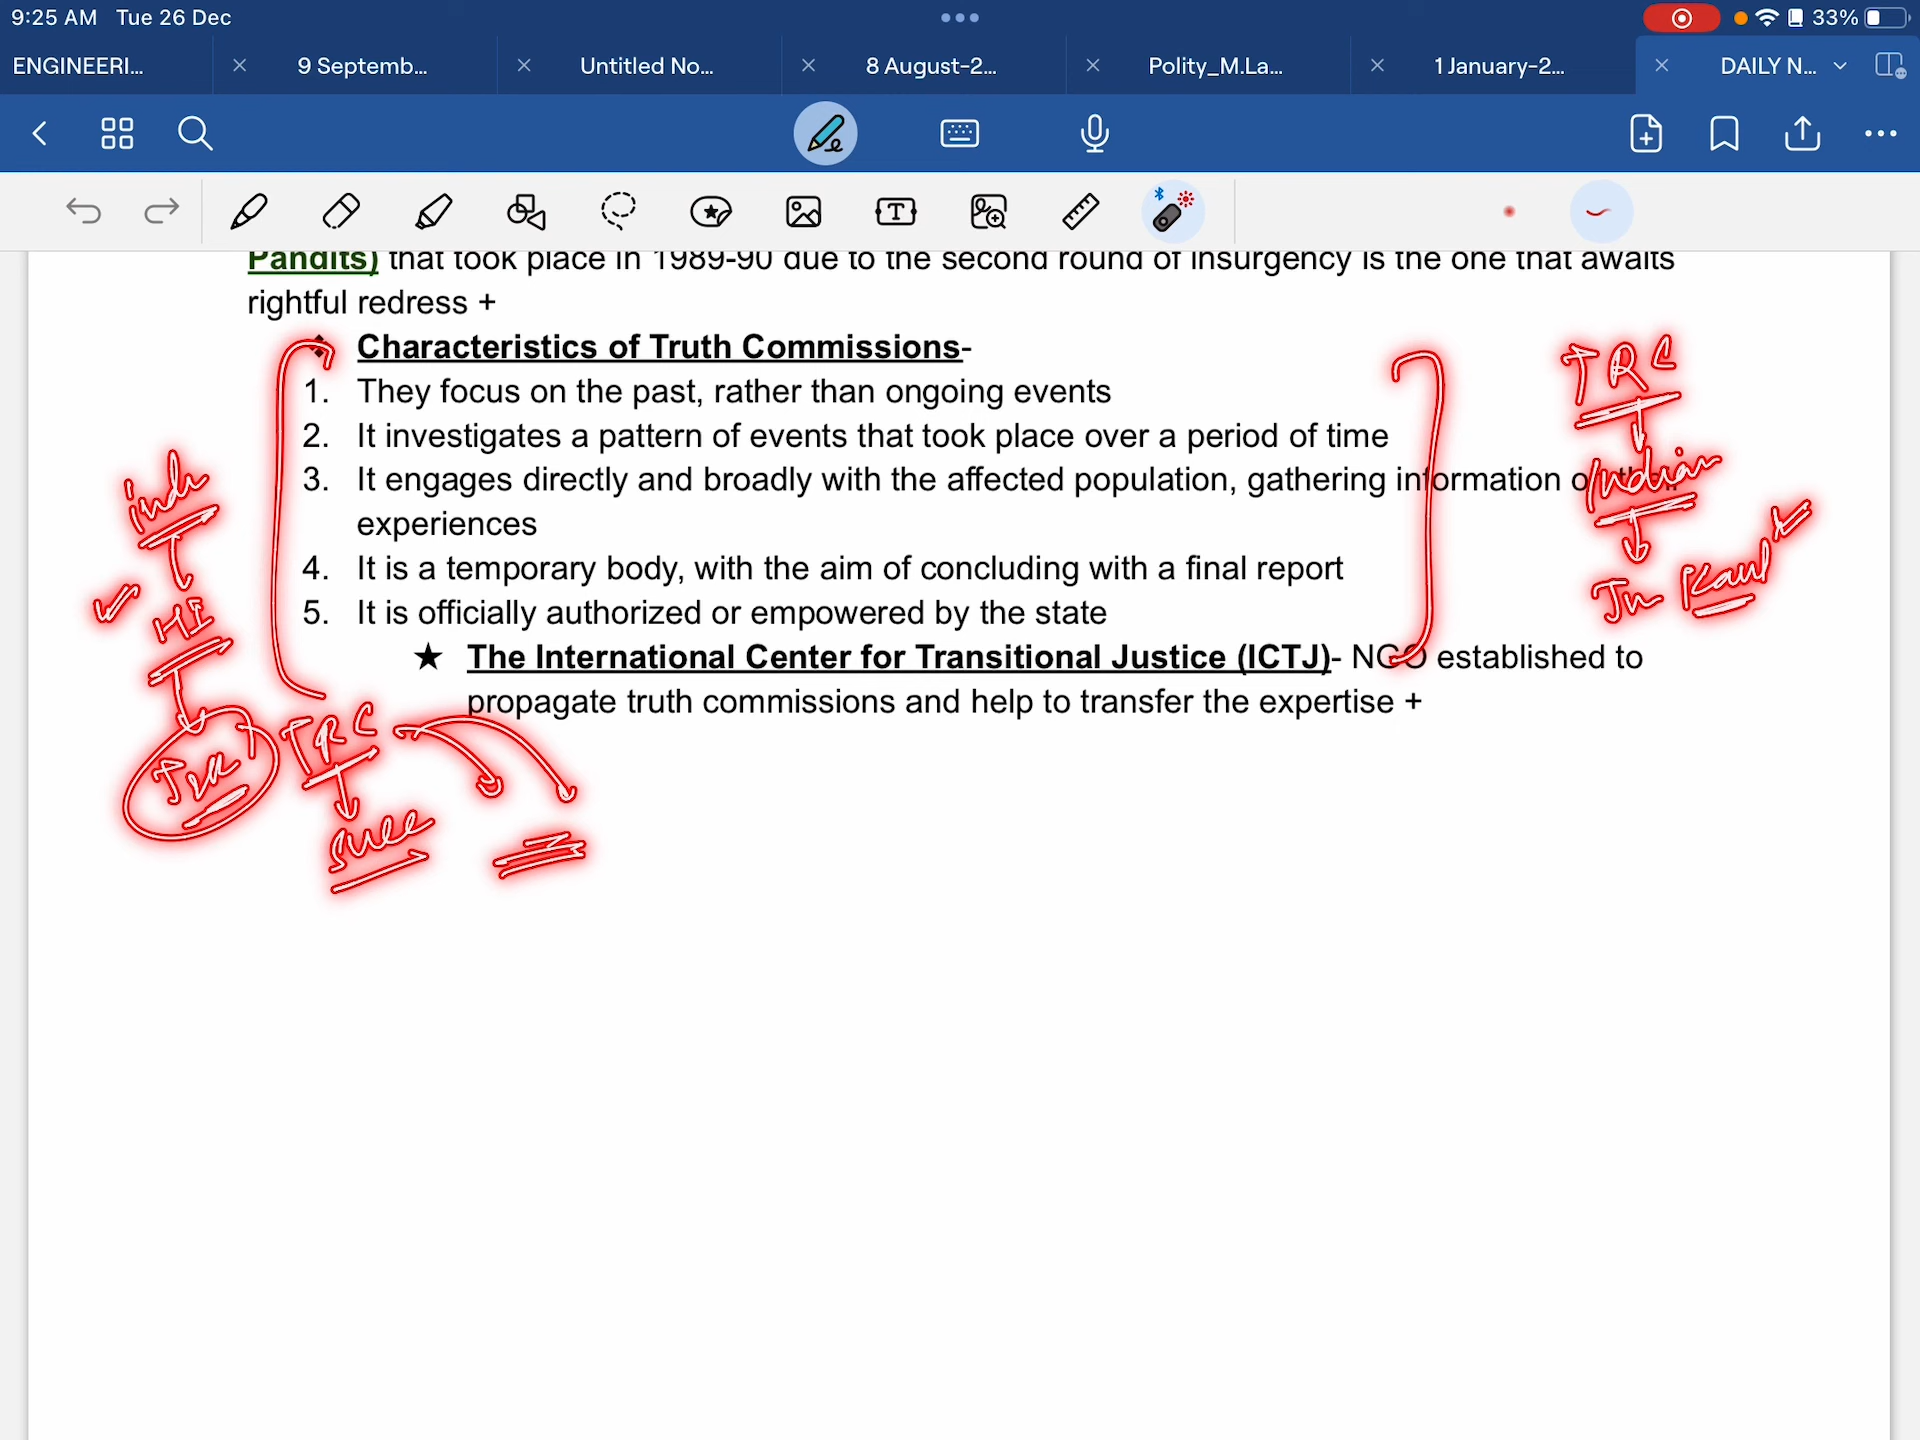 9:25 AM Tue 26 Dec
33%
ENGINEERI...
9 Septemb...
Untitled No...
8 August-2...
Polity_M.La...
1 January-2...
DAILY N...
Pandits) that took place in 1989-90 due to the second round of insurgency is the one that awaits
rightful redress +
Characteristics of Truth Commissions-
1. They focus on the past, rather than ongoing events
2. It investigates a pattern of events that took place over a period of time
3. It engages directly and broadly with the affected population, gathering information
experiences
4. It is a temporary body, with the aim of concluding with a final report
5. It is officially authorized or empowered by the state
★ The International Center for Transitional Justice (ICTJ)- NGO established to
propagate truth commissions and help to transfer the expertise +
TRC
Indian
Kaul
TRC